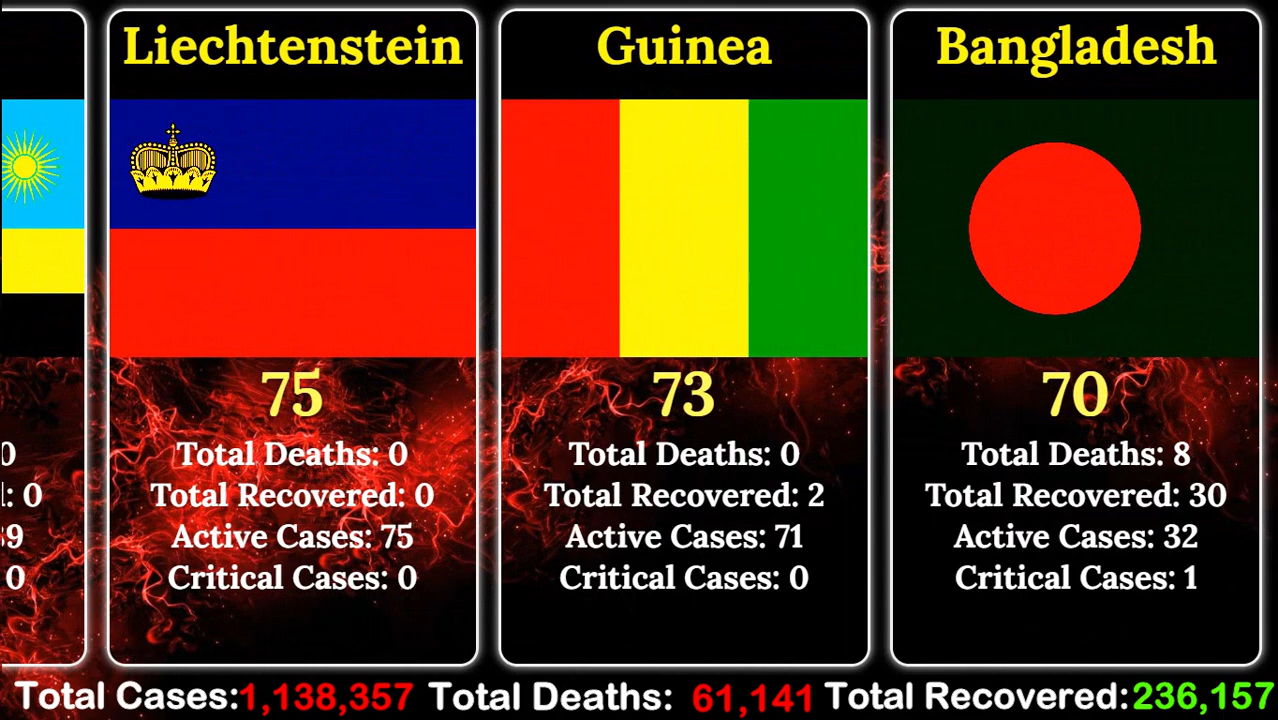 Liechtenstein
75
Total Deaths: 0
Total Recovered: 0
Active Cases: 75
Critical Cases: 0
Guinea
73
Total Deaths: 0
Total Recovered: 2
Active Cases: 71
Critical Cases: 0
Bangladesh
70
Total Deaths: 8
Total Recovered: 30
Active Cases: 32
Critical Cases: 1
Total Cases:1,138,357 Total Deaths: 61,141 Total Recovered:236,157